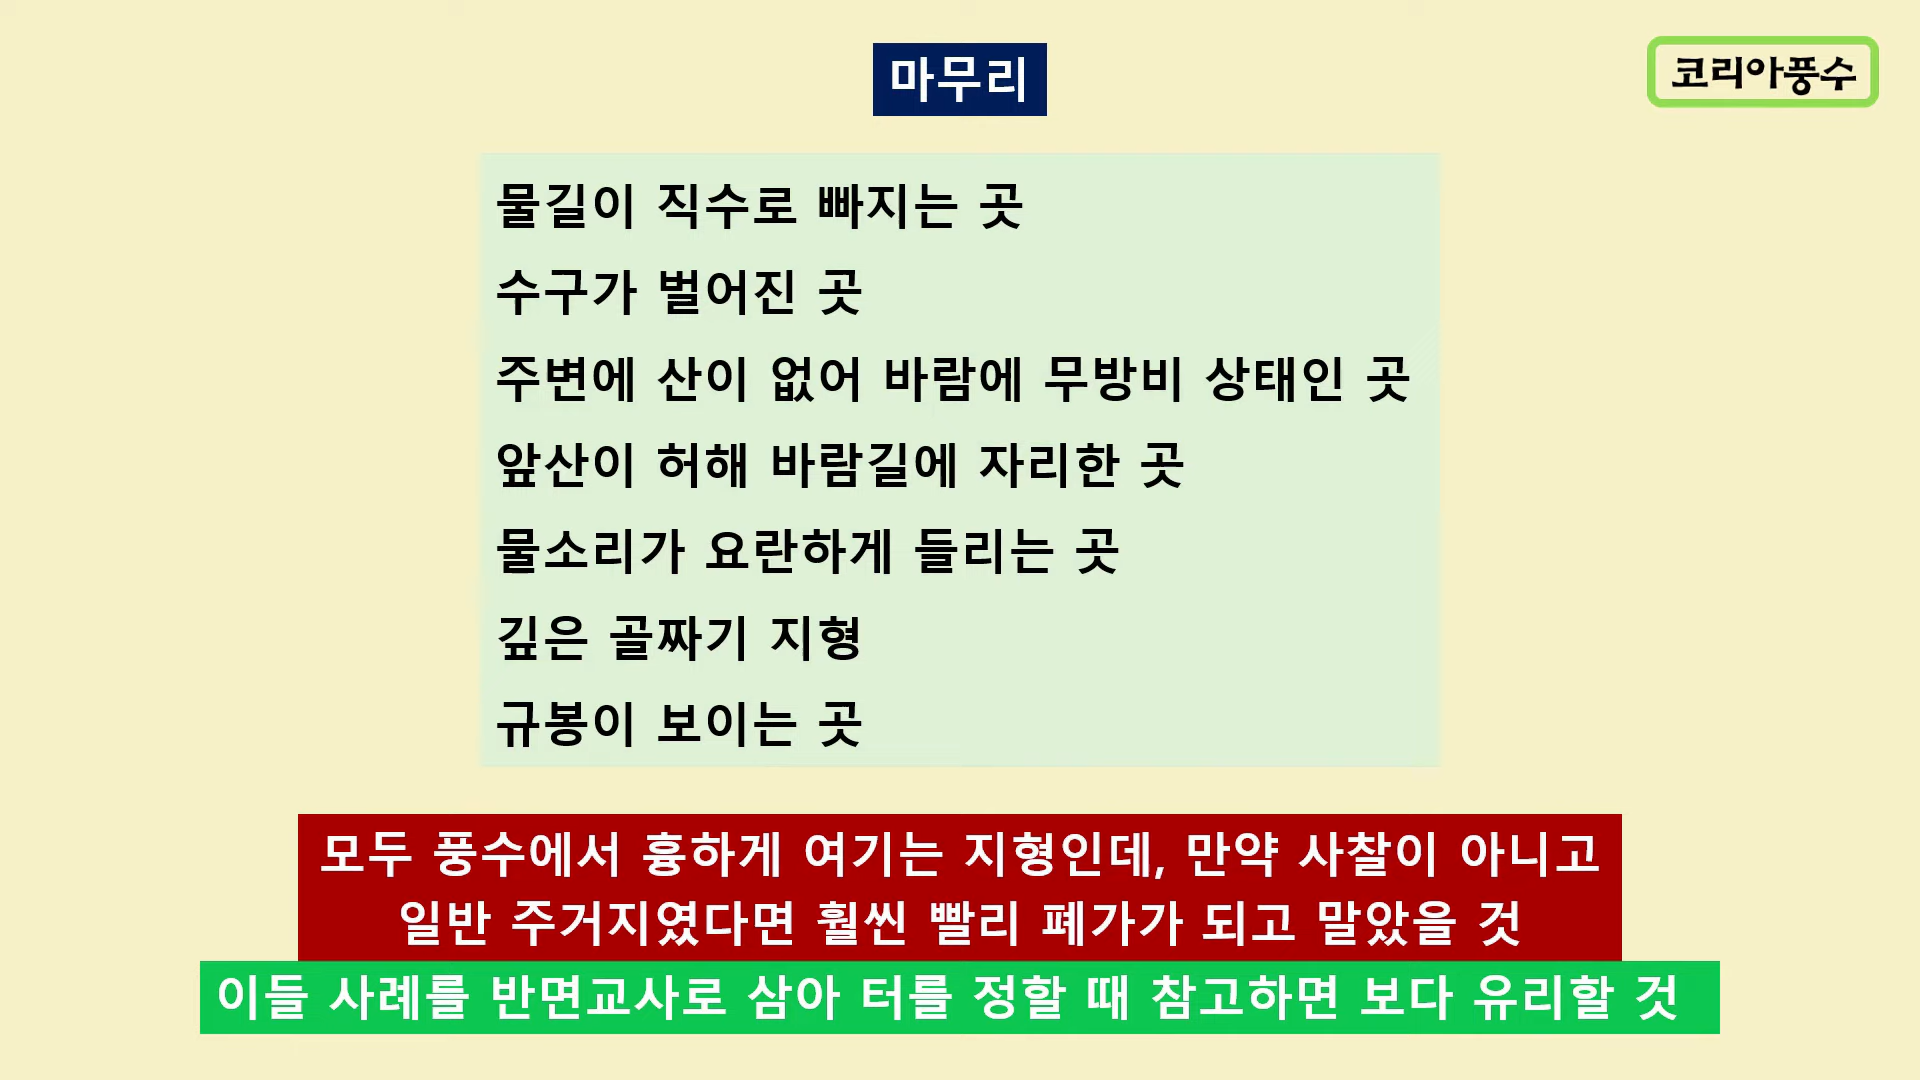 마무리
코리아풍수
물길이 직수로 빠지는 곳
수구가 벌어진 곳
주변에 산이 없어 바람에 무방비 상태인 곳
앞산이 허해 바람길에 자리한 곳
물소리가 요란하게 들리는 곳
깊은 골짜기 지형
규봉이 보이는 곳
모두 풍수에서 흉하게 여기는 지형인데, 만약 사찰이 아니고
일반 주거지였다면 훨씬 빨리 폐가가 되고 말았을 것
이들 사례를 반면교사로 삼아 터를 정할 때 참고하면 보다 유리할 것